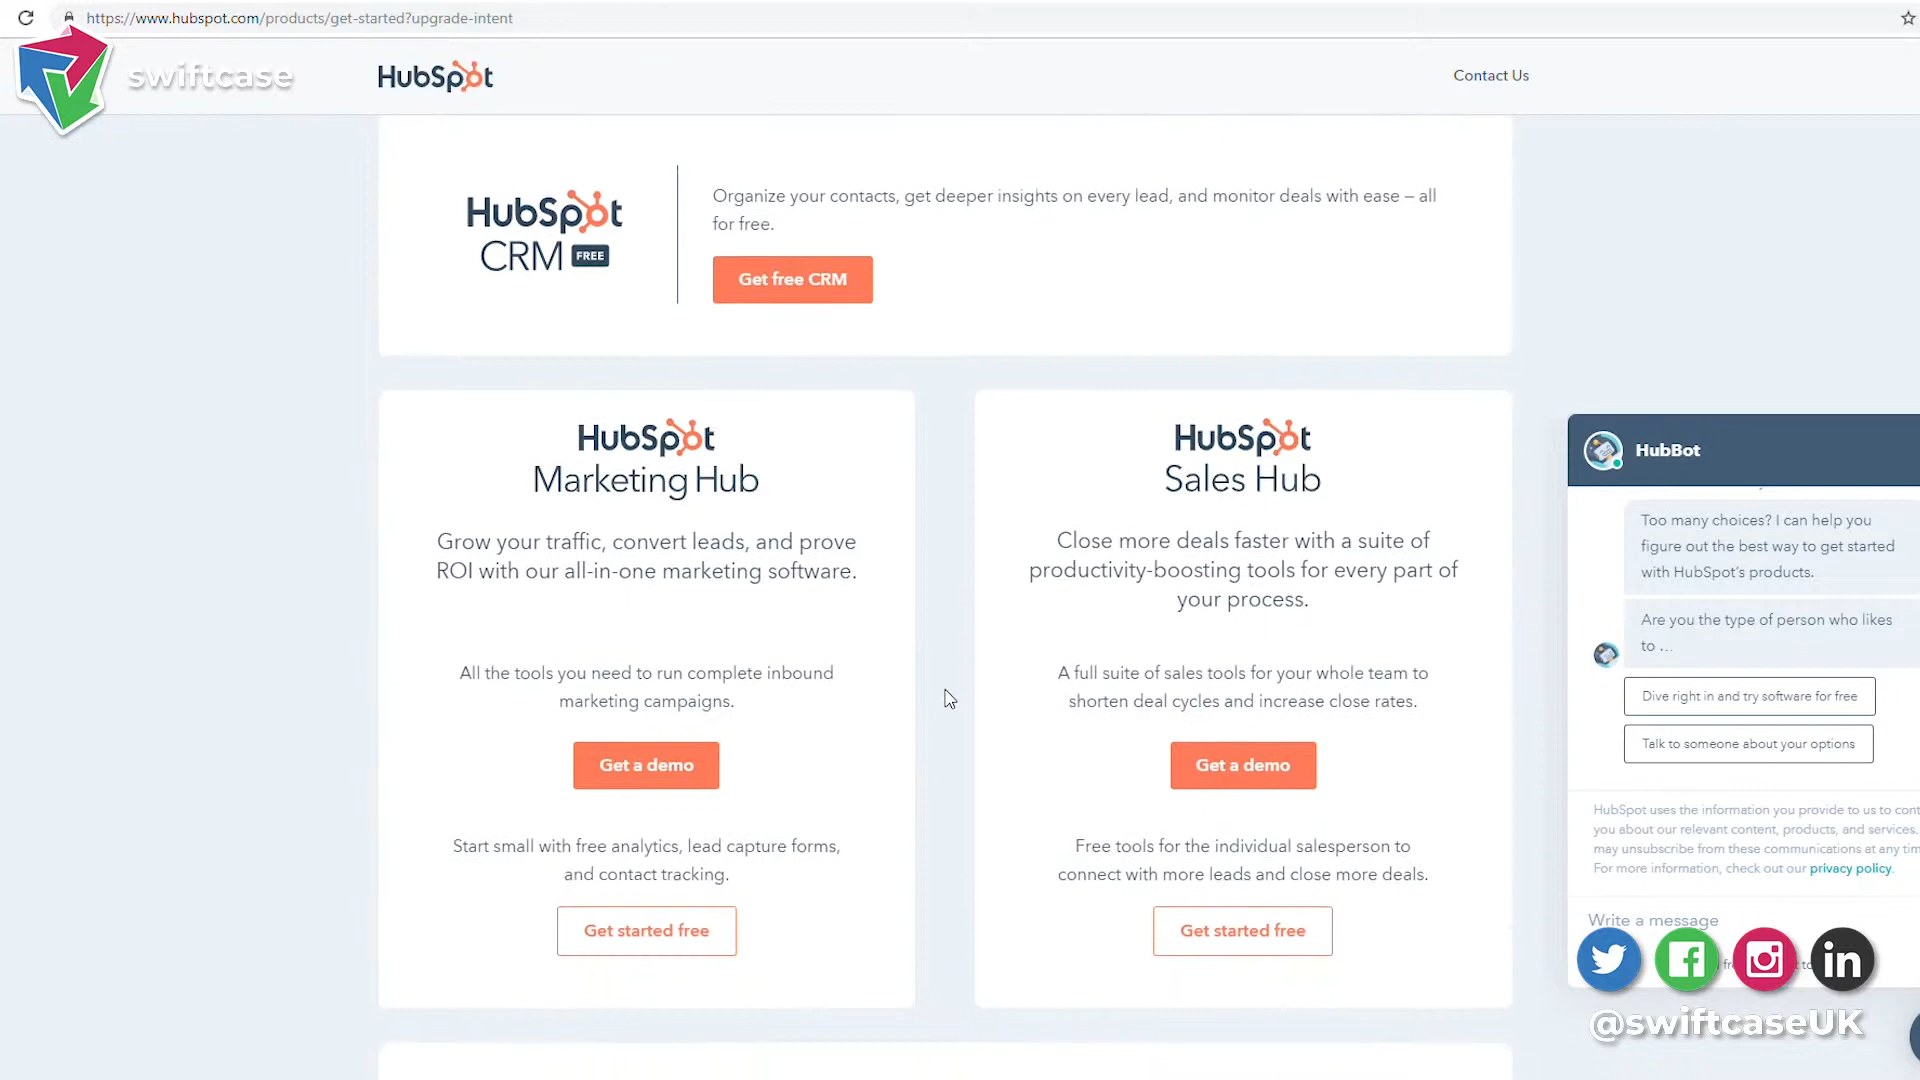 https://www.hubspot.com/products/get-started?upgrade-intent
swiftcase
HubSpot
Contact Us
HubSpot
CRM FREE
Organize your contacts, get deeper insights on every lead, and monitor deals with ease – all
for free.
Get free CRM
HubSpot
Marketing Hub
Grow your traffic, convert leads, and prove
ROI with our all-in-one marketing software.
All the tools you need to run complete inbound
marketing campaigns.
Get a demo
Start small with free analytics, lead capture forms,
and contact tracking.
Get started free
HubSpot
Sales Hub
Close more deals faster with a suite of
productivity-boosting tools for every part of
your process.
A full suite of sales tools for your whole team to
shorten deal cycles and increase close rates.
Get a demo
Free tools for the individual salesperson to
connect with more leads and close more deals.
Get started free
HubBot
Too many choices? I can help you
figure out the best way to get started
with HubSpot's products.
Are you the type of person who likes
to ...
Dive right in and try software for free
Talk to someone about your options
HubSpot uses the information you provide to us to cont
you about our relevant content, products, and services.
may unsubscribe from these communications at any tim
For more information, check out our privacy policy.
Write a message
in
@swiftcaseUK